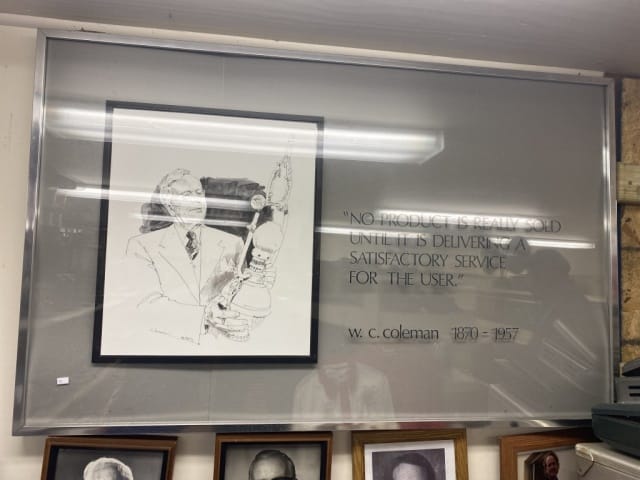 "NO PRODUCT IS REALLY SOLD
UNTIL IT IS DELIVERING A
SATISFACTORY SERVICE
FOR THE USER."
w. c. coleman 1870 - 1957